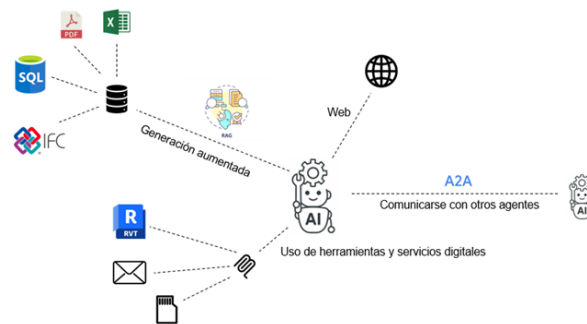 PDF
X
SQL
IFC
RAG
Generación aumentada
Web
AI
A2A
Comunicarse con otros agentes
AI
R
RVT
Uso de herramientas y servicios digitales